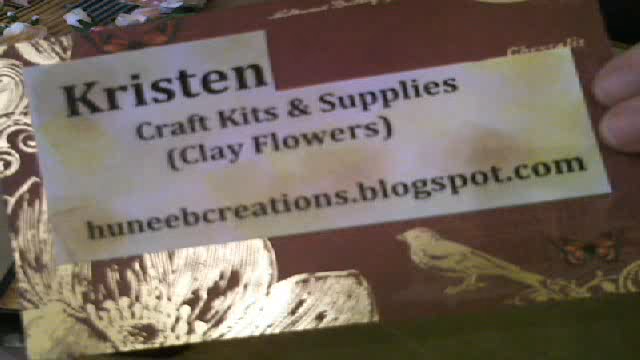 Kristen
Craft Kits & Supplies
(Clay Flowers)
huneebcreations.blogspot.com